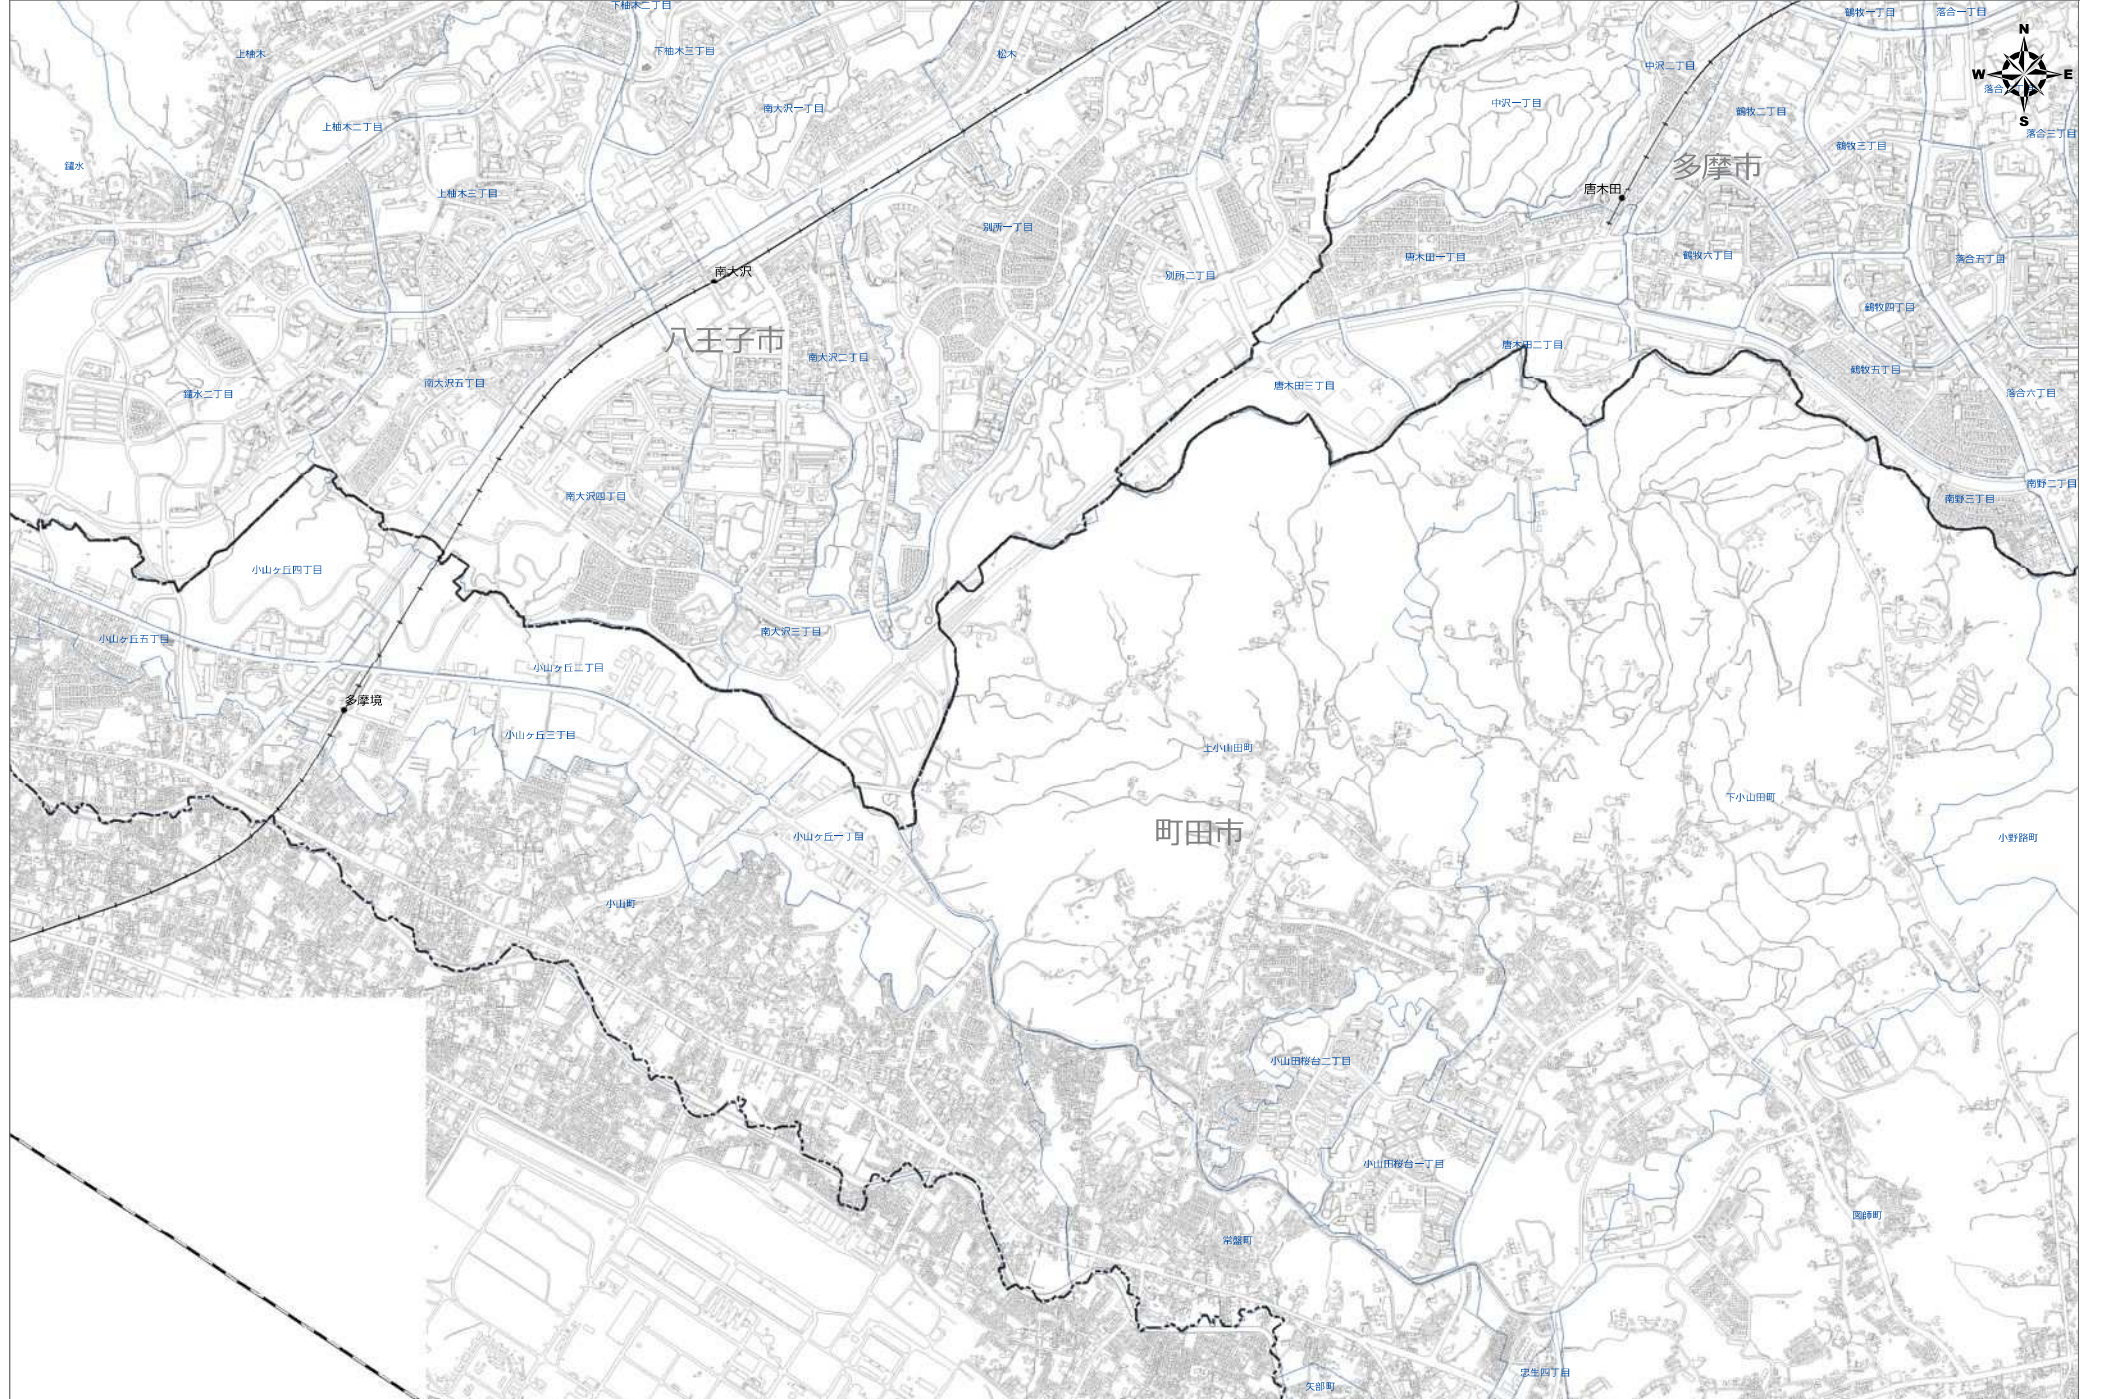 下柚木二丁目
鶴牧一丁目
落合一丁目
N
上柚木
下柚木三丁目
松木
中沢二丁目
W
E
落合
S
南大沢一丁目
中沢一丁目
鶴牧二丁目
上柚木二丁目
落合三丁目
鶴牧三丁目
鑓水
多摩市
上柚木三丁目
唐木田
別所一丁目
唐木田一丁目
鶴牧六丁目
落合五丁目
南大沢
別所二丁目
鶴牧四丁目
八王子市
南大沢二丁目
唐木田二丁目
鶴牧五丁目
南大沢五丁目
唐木田三丁目
鑓水二丁目
落合六丁目
南野二丁目
南大沢四丁目
南野三丁目
小山ヶ丘四丁目
小山ヶ丘五丁目
南大沢三丁目
小山ヶ丘二丁目
多摩境
小山ヶ丘三丁目
上小山田町
下小山田町
小山ヶ丘一丁目
町田市
小野路町
小山町
小山田桜台二丁目
小山田桜台一丁目
図師町
常盤町
忠生四丁目
矢部町